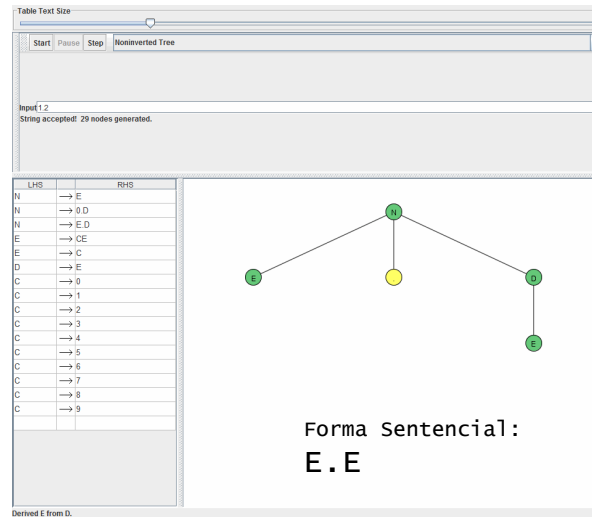 Table Text Size
Start Pause Step Noninverted Tree
Input 1.2
String accepted! 29 nodes generated.
LHS RHS
N → E
N → 0.D
N → E.D
E → CE
E → C
D → E
C → 0
C → 1
C → 2
C → 3
C → 4
C → 5
C → 6
C → 7
C → 8
C → 9
N
E . D
E
Forma Sentencial:
E.E
Derived E from D.